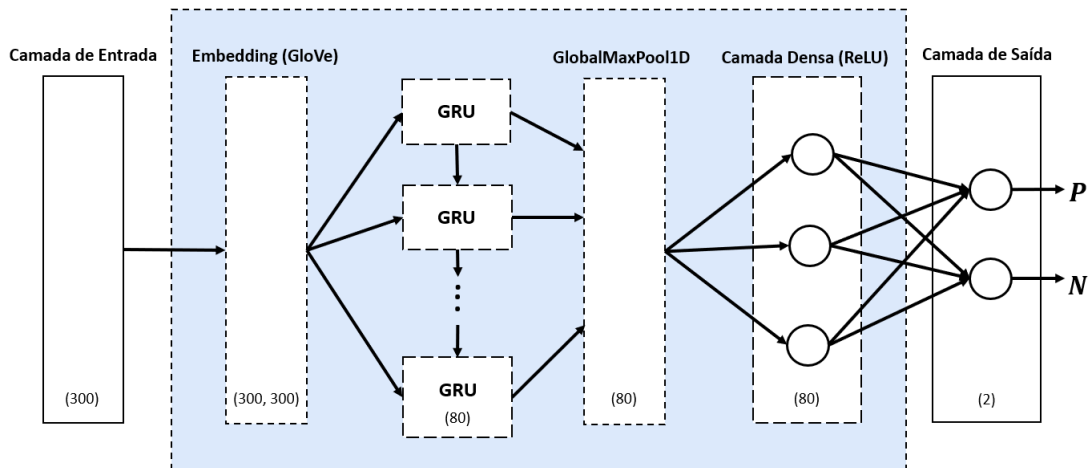 Camada de Entrada
(300)
Embedding (GloVe)
(300, 300)
GRU
GRU
GRU
(80)
GlobalMaxPool1D
(80)
Camada Densa (ReLU)
(80)
Camada de Saída
(2)
P
N